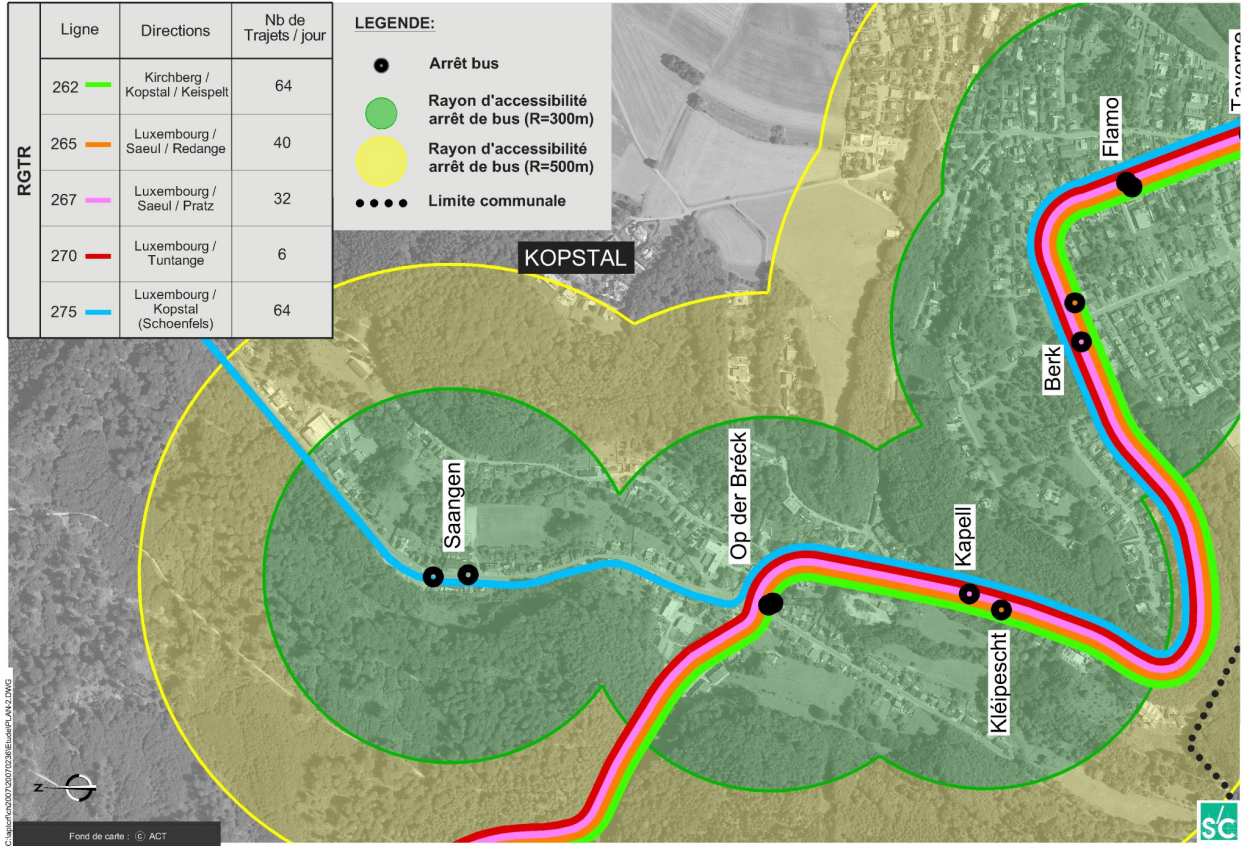 RGTR
Ligne
Directions
Nb de
Trajets / jour
262
Kirchberg /
Kopstal / Keispelt
64
265
Luxembourg /
Saeul / Redange
40
267
Luxembourg /
Saeul / Pratz
32
270
Luxembourg /
Tuntange
6
275
Luxembourg /
Kopstal
(Schoenfels)
64
LEGENDE:
Arrêt bus
Rayon d'accessibilité
arrêt de bus (R=300m)
Rayon d'accessibilité
arrêt de bus (R=500m)
Limite communale
KOPSTAL
Taverne
Flamo
Berk
Saangen
Op der Bréck
Kapell
Kléipescht
N
Fond de carte : © ACT
S/C